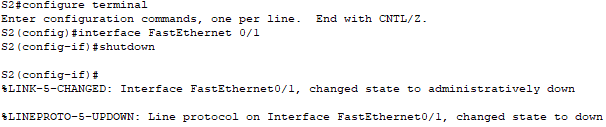 S2#configure terminal
Enter configuration commands, one per line.  End with CNTL/Z.
S2(config)#interface FastEthernet 0/1
S2(config-if)#shutdown
S2(config-if)#
%LINK-5-CHANGED: Interface FastEthernet0/1, changed state to administratively down
%LINEPROTO-5-UPDOWN: Line protocol on Interface FastEthernet0/1, changed state to down